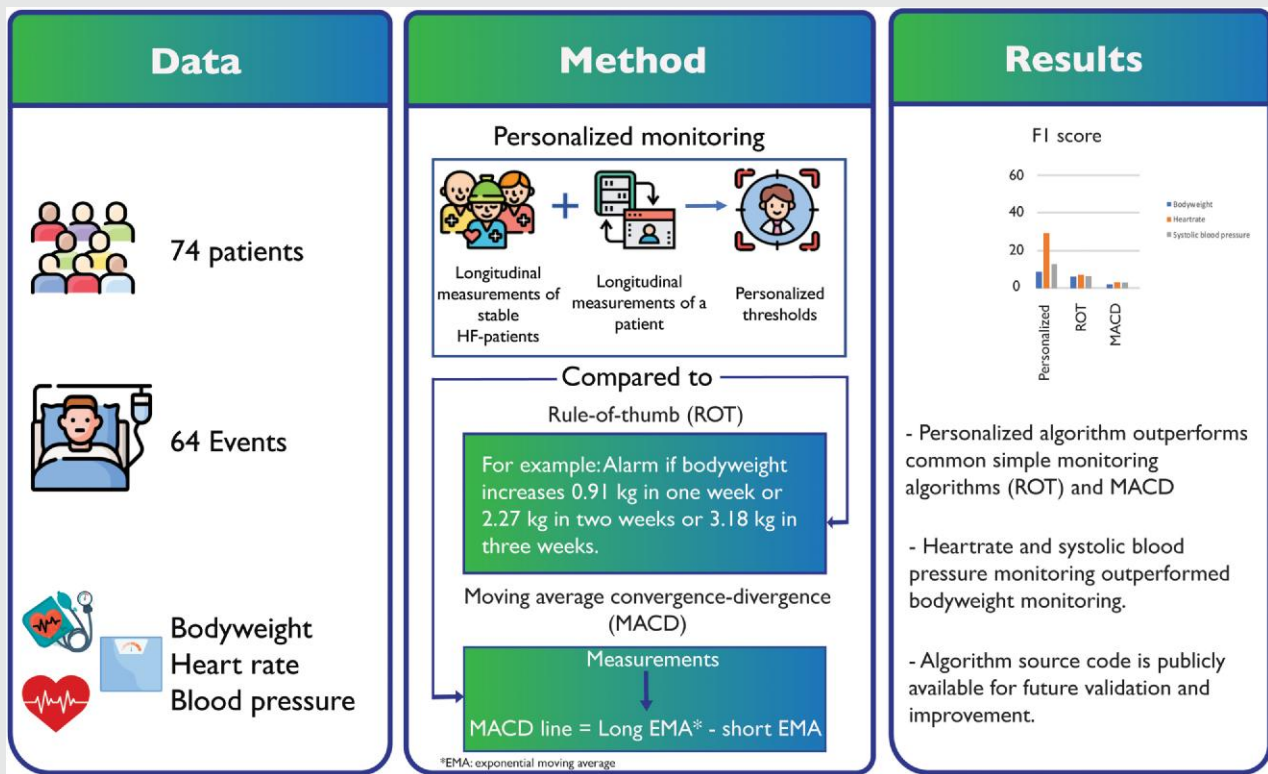 Data
74 patients
64 Events
Bodyweight
Heart rate
Blood pressure
Method
Personalized monitoring
Longitudinal
measurements of
stable
HF-patients
Longitudinal
measurements of a
patient
Personalized
thresholds
Compared to
Rule-of-thumb (ROT)
For example: Alarm if bodyweight
increases 0.91 kg in one week or
2.27 kg in two weeks or 3.18 kg in
three weeks.
Moving average convergence-divergence
(MACD)
Measurements
MACD line = Long EMA* - short EMA
*EMA: exponential moving average
Results
F1 score
60
40
20
0
Personalized
ROT
MACD
Bodyweight
Heartrate
Systolic blood pressure
- Personalized algorithm outperforms
common simple monitoring
algorithms (ROT) and MACD
- Heartrate and systolic blood
pressure monitoring outperformed
bodyweight monitoring.
- Algorithm source code is publicly
available for future validation and
improvement.